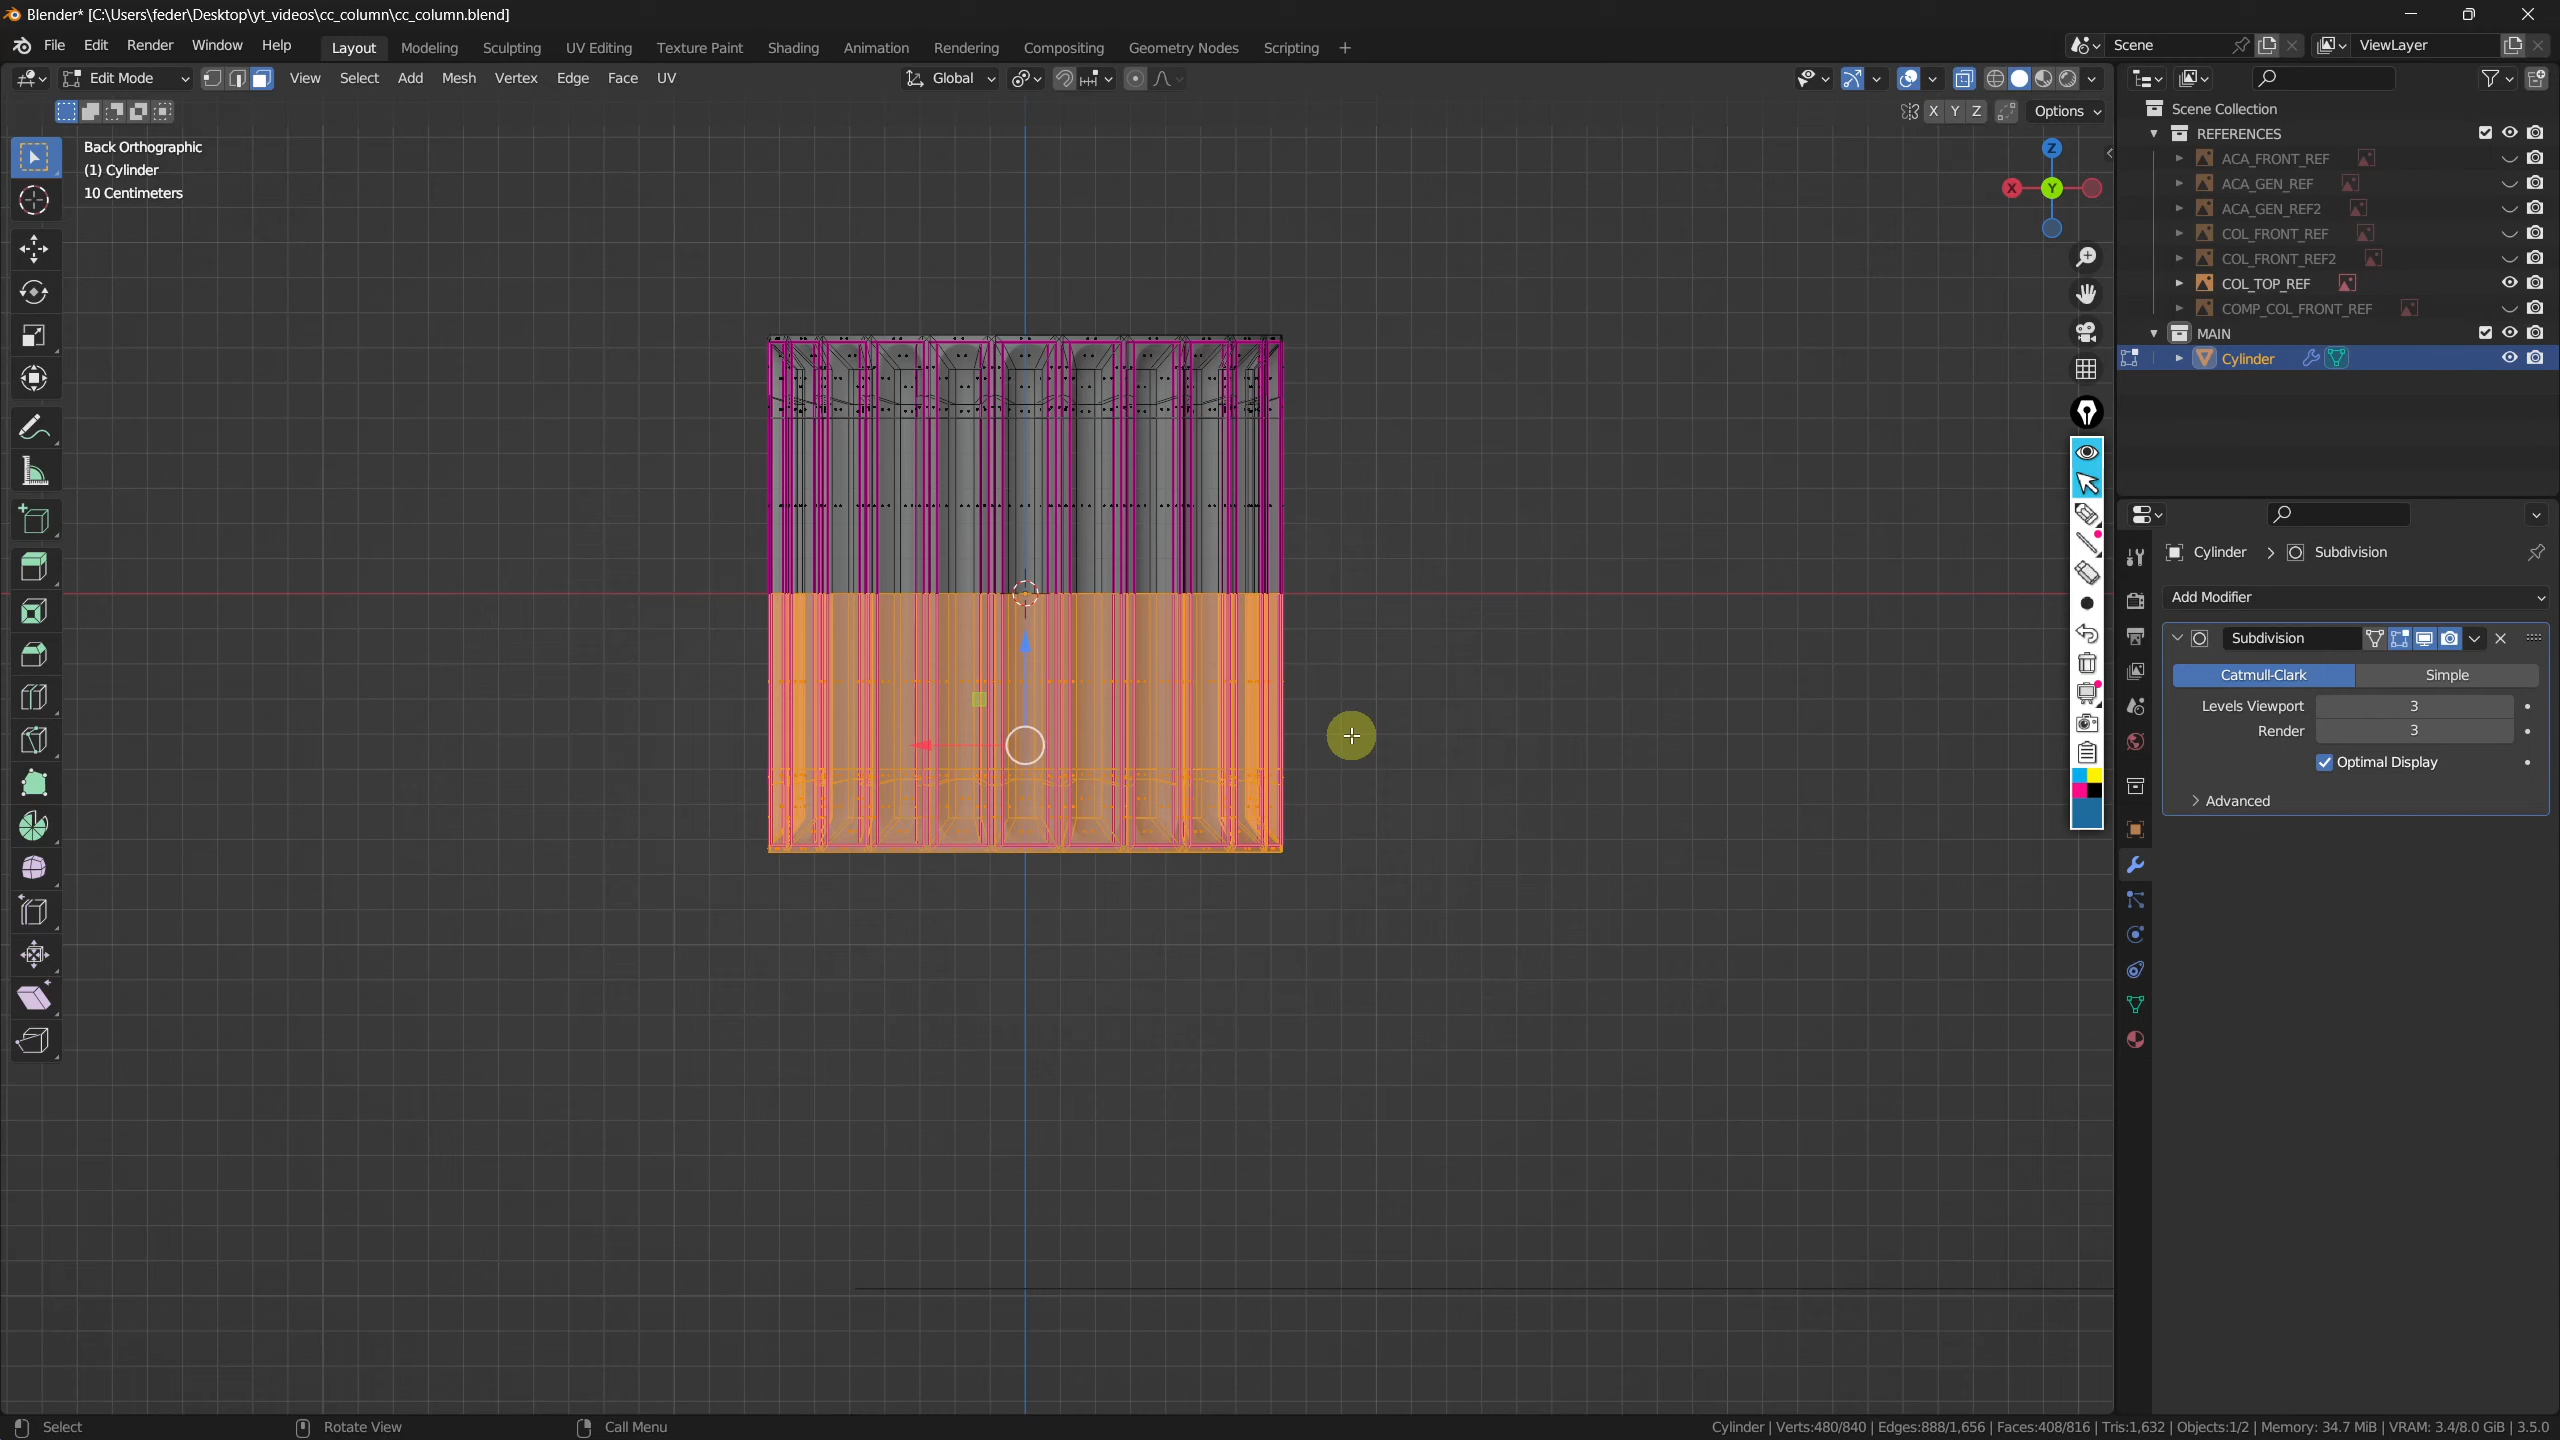 Blender* [C:\Users\feder\Desktop\yt_videos\cc_column\cc_column.blend]
File Edit Render Window Help Layout Modeling Sculpting UV Editing Texture Paint Shading Animation Rendering Compositing Geometry Nodes Scripting + Scene ViewLayer
Edit Mode View Select Add Mesh Vertex Edge Face UV Global
X Y Z Options
Back Orthographic
(1) Cylinder
10 Centimeters
Z
X Y
Scene Collection
REFERENCES
ACA_FRONT_REF
ACA_GEN_REF
ACA_GEN_REF2
COL_FRONT_REF
COL_FRONT_REF2
COL_TOP_REF
COMP_COL_FRONT_REF
MAIN
Cylinder
Cylinder > Subdivision
Add Modifier
Subdivision
Catmull-Clark Simple
Levels Viewport 3
Render 3
Optimal Display
Advanced
Select Rotate View Call Menu Cylinder | Verts:480/840 | Edges:888/1,656 | Faces:408/816 | Tris:1,632 | Objects:1/2 | Memory: 34.7 MiB | VRAM: 3.4/8.0 GiB | 3.5.0